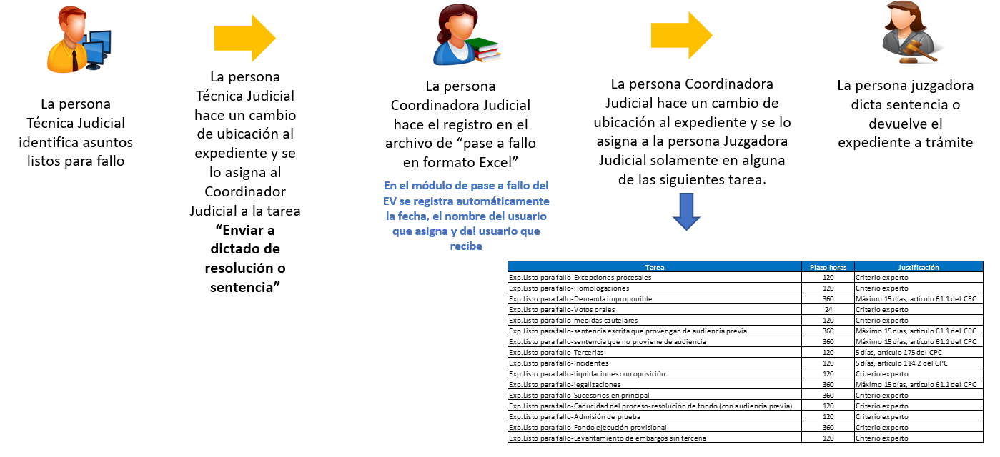 La persona
Técnica Judicial
identifica asuntos
listos para fallo
La persona
Técnica Judicial
hace un cambio
de ubicación al
expediente y se
lo asigna al
Coordinador
Judicial a la tarea
“Enviar a
dictado de
resolución o
sentencia”
La persona
Coordinadora Judicial
hace el registro en el
archivo de “pase a fallo
en formato Excel”
En el módulo de pase a fallo del
EV se registra automáticamente
la fecha, el nombre del usuario
que asigna y del usuario que
recibe
La persona Coordinadora
Judicial hace un cambio de
ubicación al expediente y se lo
asigna a la persona Juzgadora
Judicial solamente en alguna
de las siguientes tarea.
La persona juzgadora
dicta sentencia o
devuelve el
expediente a trámite
Tarea Plazo horas Justificación
Exp.Listo para fallo-Excepciones procesales 120 Criterio experto
Exp.Listo para fallo-Homologaciones 120 Criterio experto
Exp.Listo para fallo-Demanda improponible 360 Máximo 15 días, artículo 61.1 del CPC
Exp.Listo para fallo-Votos orales 24 Criterio experto
Exp.Listo para fallo-medidas cautelares 120 Criterio experto
Exp.Listo para fallo-sentencia escrita que provengan de audiencia previa 360 Máximo 15 días, artículo 61.1 del CPC
Exp.Listo para fallo-sentencia que no proviene de audiencia 360 Máximo 15 días, artículo 61.1 del CPC
Exp.Listo para fallo-Tercerias 120 5 días, artículo 175 del CPC
Exp.Listo para fallo-Incidentes 120 5 días, artículo 114.2 del CPC
Exp.Listo para fallo-liquidaciones con oposición 120 Criterio experto
Exp.Listo para fallo-legalizaciones 360 Máximo 15 días, artículo 61.1 del CPC
Exp.Listo para fallo-Sucesorios en principal 360 Criterio experto
Exp.Listo para fallo-Caducidad del proceso-resolución de fondo (con audiencia previa) 120 Criterio experto
Exp.Listo para fallo-Admisión de prueba 120 Criterio experto
Exp.Listo para fallo-Fondo ejecución provisional 360 Criterio experto
Exp.Listo para fallo-Levantamiento de embargos sin terceria 120 Criterio experto